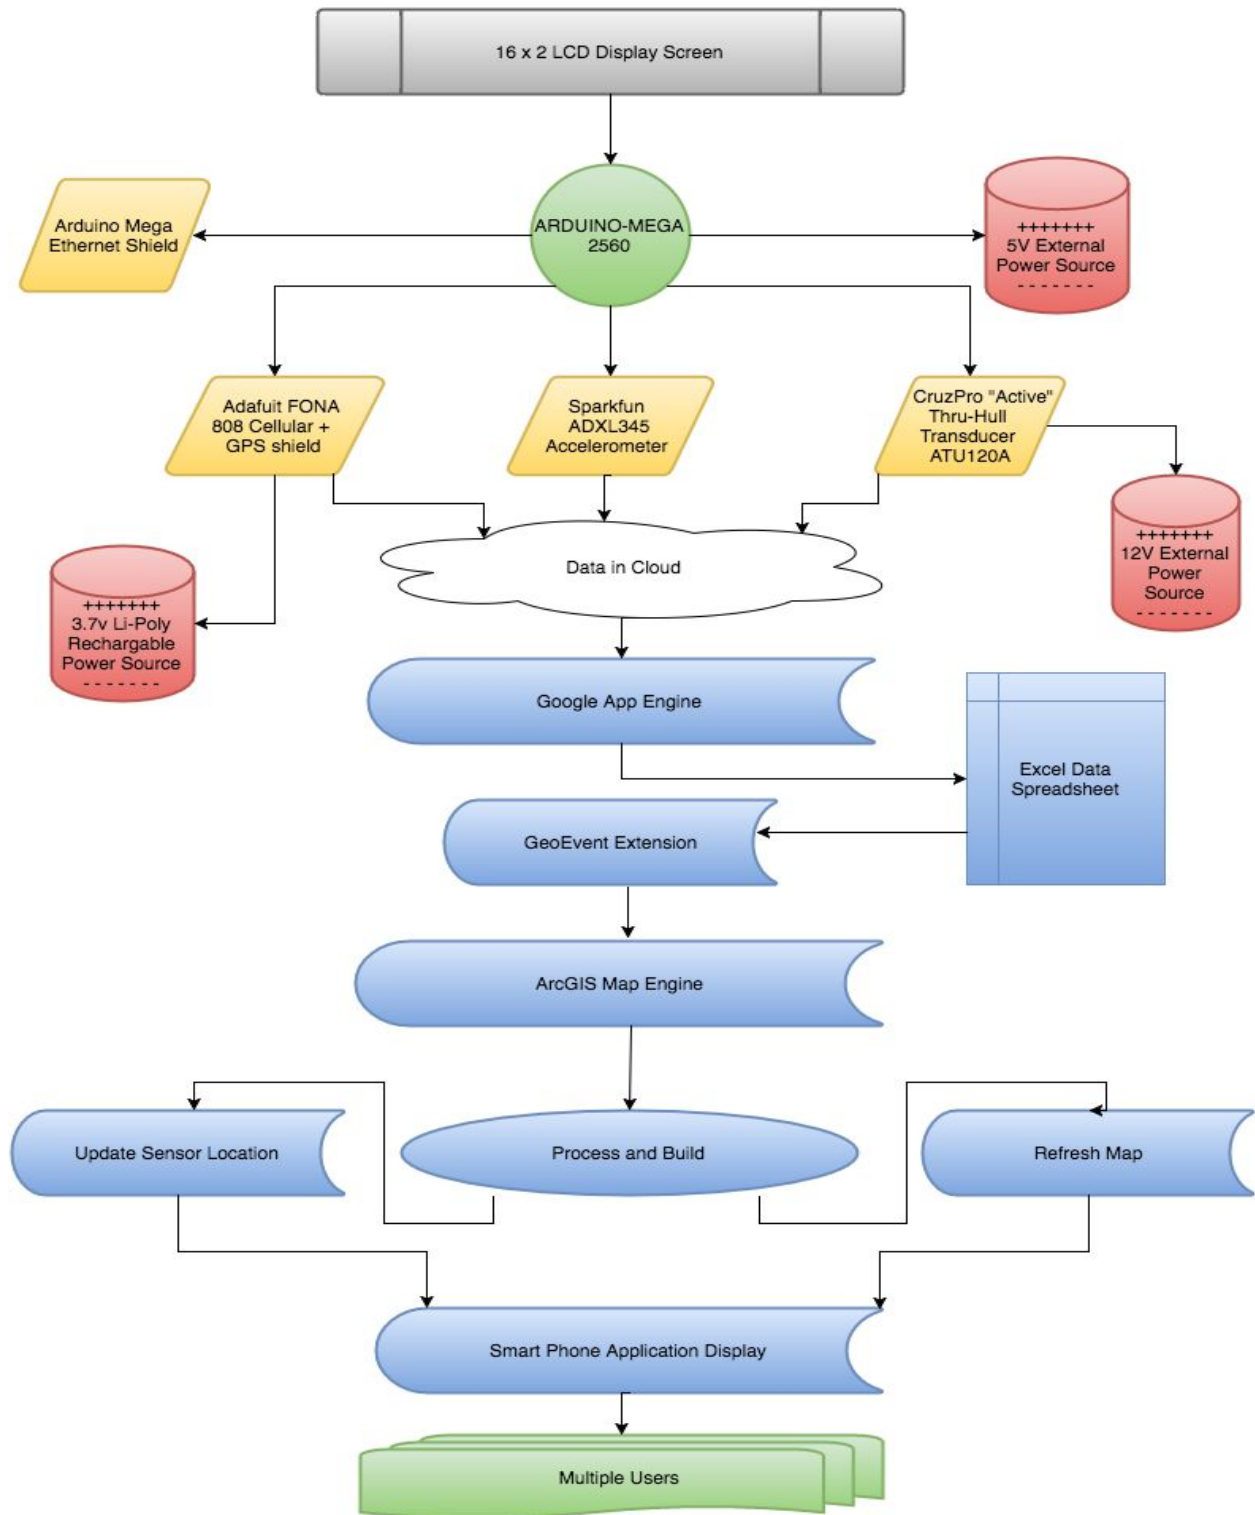 16 x 2 LCD Display Screen
Arduino Mega
Ethernet Shield
ARDUINO-MEGA
2560
+++++++
5V External
Power Source
- - - - - - -
Adafuit FONA
808 Cellular +
GPS shield
Sparkfun
ADXL345
Accelerometer
CruzPro "Active"
Thru-Hull
Transducer
ATU120A
+++++++
12V External
Power
Source
- - - - - - -
Data in Cloud
+++++++
3.7v Li-Poly
Rechargable
Power Source
- - - - - - -
Google App Engine
Excel Data
Spreadsheet
GeoEvent Extension
ArcGIS Map Engine
Update Sensor Location
Process and Build
Refresh Map
Smart Phone Application Display
Multiple Users